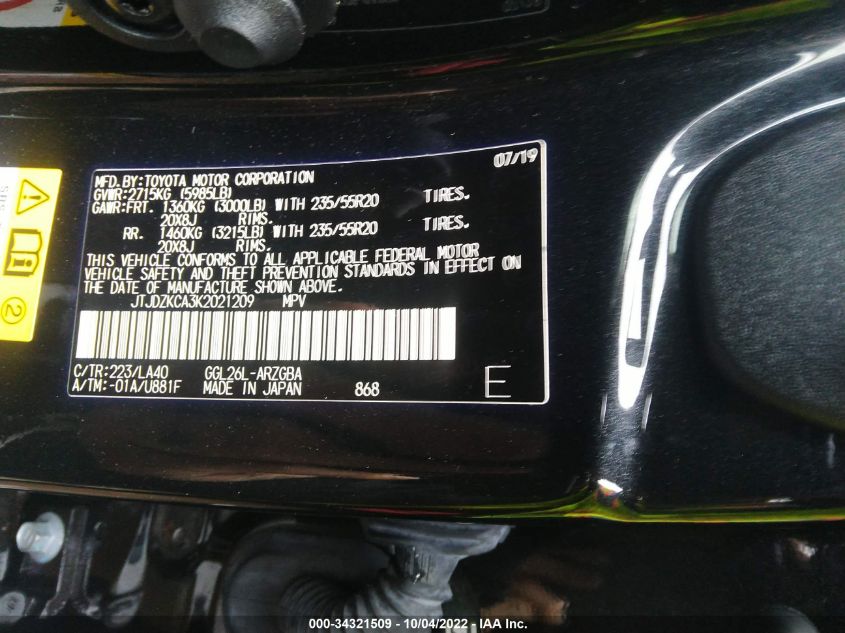 07/19
MFD.BY:TOYOTA MOTOR CORPORATION
GVWR:2715KG (5985LB)
GAWR:FRT. 1360KG (3000LB) WITH 235/55R20 TIRES.
20X8J RIMS.
RR. 1460KG (3215LB) WITH 235/55R20 TIRES.
20X8J RIMS.
THIS VEHICLE CONFORMS TO ALL APPLICABLE FEDERAL MOTOR
VEHICLE SAFETY AND THEFT PREVENTION STANDARDS IN EFFECT ON
THE DATE OF MANUFACTURE SHOWN ABOVE.
JTJDZKCA3K2021209 MPV
C/TR:223/LA40 GGL26L-ARZGBA
A/TM:-01A/U881F MADE IN JAPAN 868 E
2
000-34321509 - 10/04/2022 - IAA Inc.